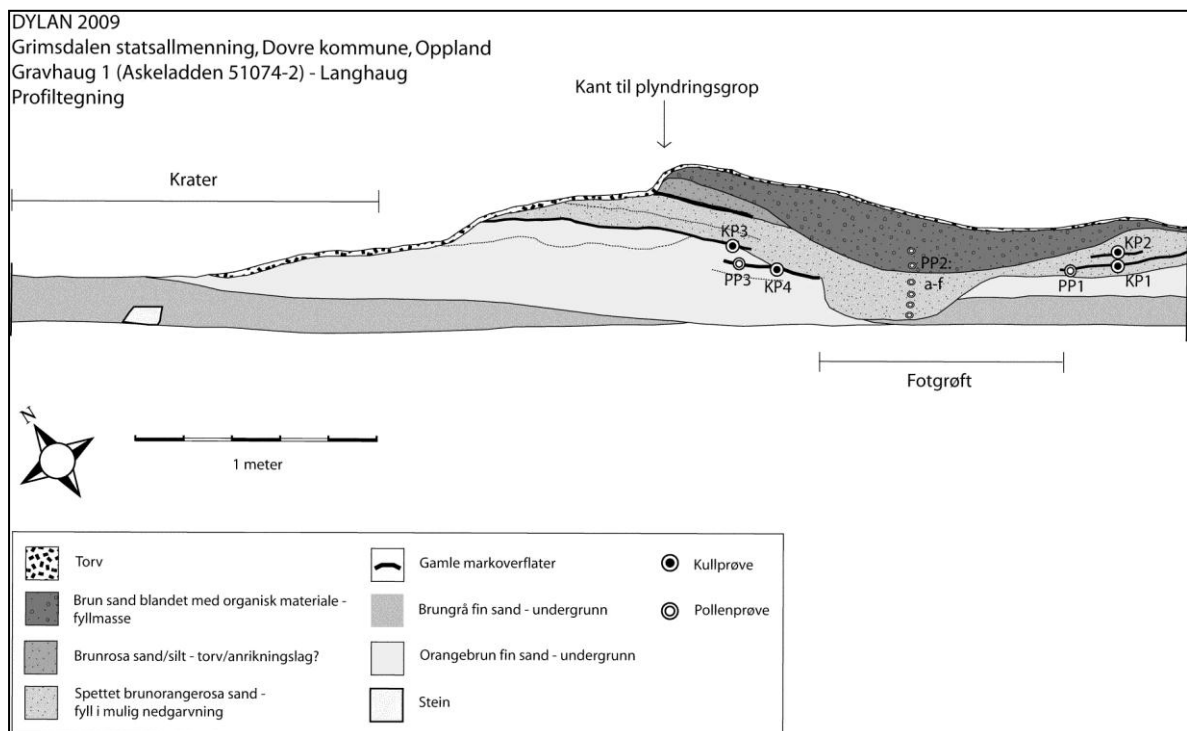 DYLAN 2009
Grimsdalen statsallmenning, Dovre kommune, Oppland
Gravhaug 1 (Askeladden 51074-2) - Langhaug
Profiltegning
Kant til plyndringsgrop
Krater
KP3
PP3
KP4
PP2:
a-f
KP2
PP1
KP1
Fotgrøft
N
1 meter
Torv
Brun sand blandet med organisk materiale -
fyllmasse
Brunrosa sand/silt - torv/anrikningslag?
Spettet brunorangerosa sand -
fyll i mulig nedgarvning
Gamle markoverflater
Brungrå fin sand - undergrunn
Orangebrun fin sand - undergrunn
Stein
Kullprøve
Pollenprøve